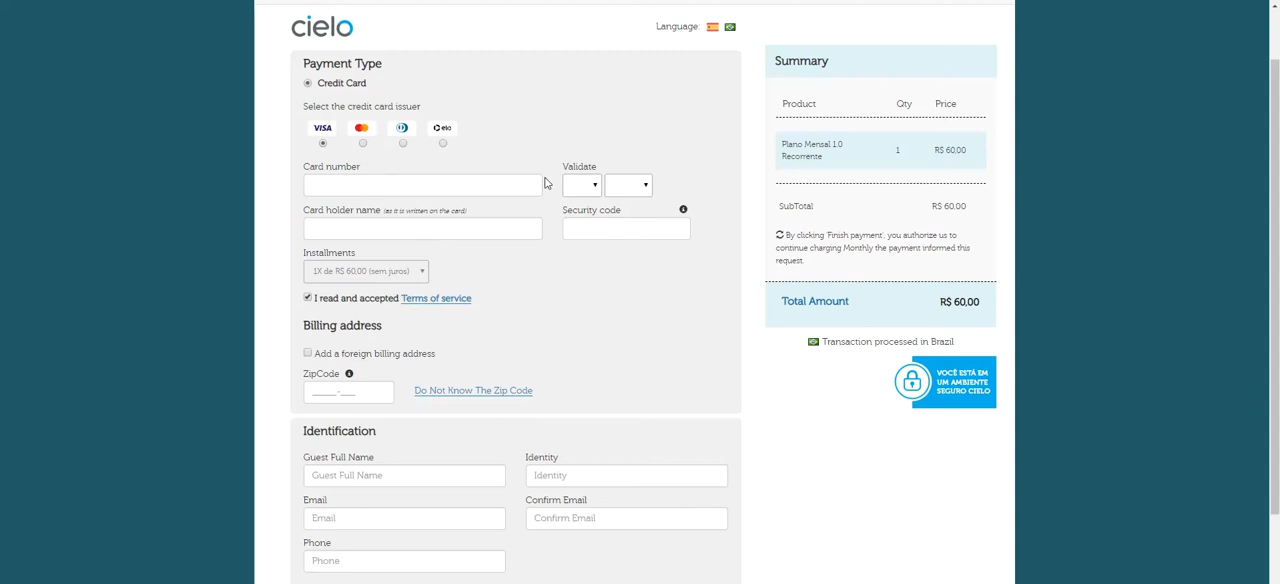 cielo
Language:
Payment Type
Credit Card
Select the credit card issuer
VISA
elo
Card number
Validate
Card holder name (as it is written on the card)
Security code
Installments
1X de R$ 60,00 (sem juros)
I read and accepted Terms of service
Billing address
Add a foreign billing address
ZipCode
_____-___
Do Not Know The Zip Code
Identification
Guest Full Name
Identity
Guest Full Name
Identity
Email
Confirm Email
Email
Confirm Email
Phone
Phone
Summary
Product Qty Price
Plano Mensal 1.0
Recorrente
1
R$ 60,00
SubTotal R$ 60,00
By clicking 'Finish payment', you authorize us to
continue charging Monthly the payment informed this
request.
Total Amount R$ 60,00
Transaction processed in Brazil
VOCÊ ESTÁ EM
UM AMBIENTE
SEGURO CIELO